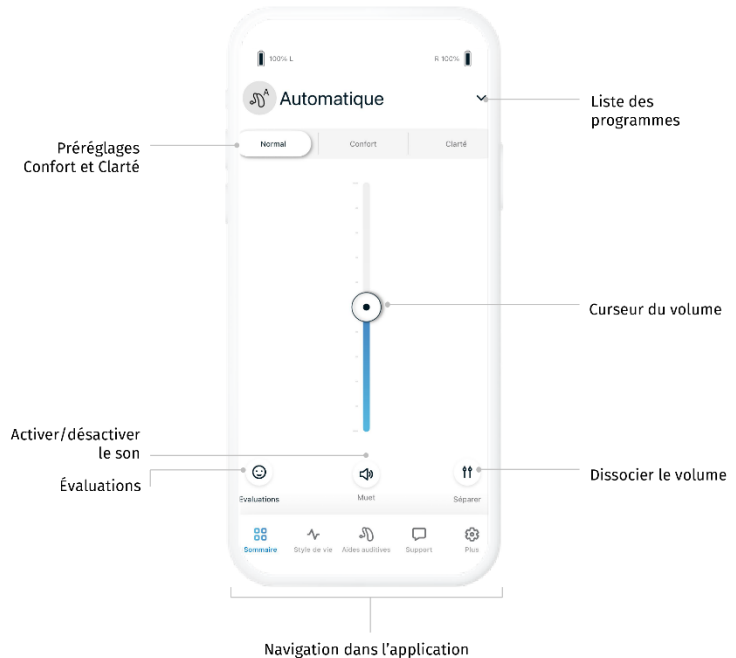 100% L
R 100%
A
Automatique
Liste des
programmes
Préréglages
Confort et Clarté
Normal
Confort
Clarté
Curseur du volume
Activer/désactiver
le son
Évaluations
Dissocier le volume
Evaluations
Muet
Séparer
Sommaire
Style de vie
Aides auditives
Support
Plus
Navigation dans l’application